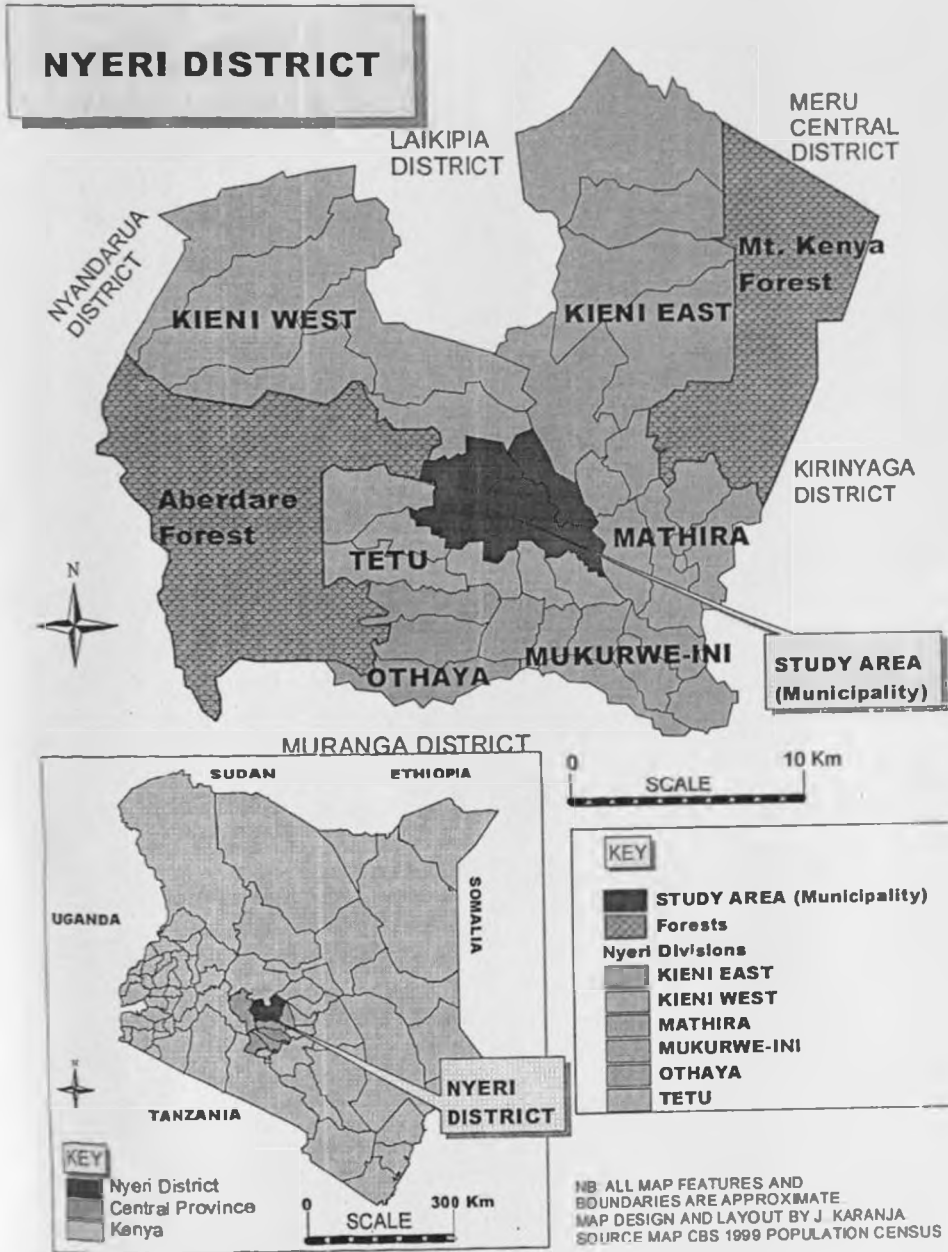 NYERI DISTRICT
LAIKIPIA
DISTRICT
MERU
CENTRAL
DISTRICT
NYANDARUA
DISTRICT
Mt. Kenya
Forest
KIENI WEST
KIENI EAST
KIRINYAGA
DISTRICT
Aberdare
Forest
MATHIRA
TETU
N
MUKURWE-INI
OTHAYA
STUDY AREA
(Municipality)
MURANGA DISTRICT
0 10 Km
SCALE
SUDAN ETHIOPIA
SOMALIA
UGANDA
NYERI
DISTRICT
TANZANIA
N
KEY
Nyeri District
Central Province
Kenya
0 300 Km
SCALE
KEY
STUDY AREA (Municipality)
Forests
Nyeri Divisions
KIENI EAST
KIENI WEST
MATHIRA
MUKURWE-INI
OTHAYA
TETU
NB ALL MAP FEATURES AND
BOUNDARIES ARE APPROXIMATE
MAP DESIGN AND LAYOUT BY J KARANJA
SOURCE MAP CBS 1999 POPULATION CENSUS